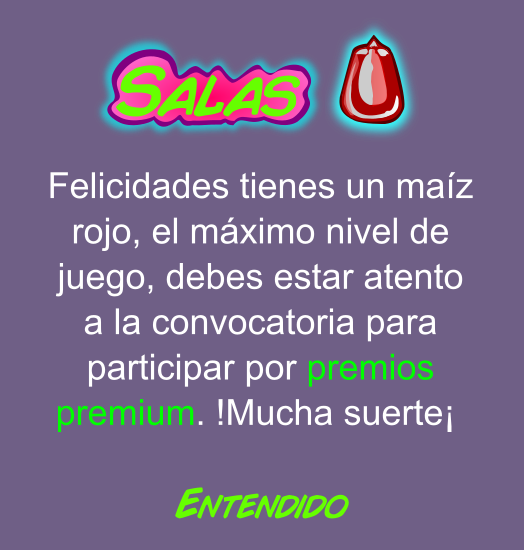 SALAS
Felicidades tienes un maíz
rojo, el máximo nivel de
juego, debes estar atento
a la convocatoria para
participar por premios
premium. !Mucha suerte¡
ENTENDIDO